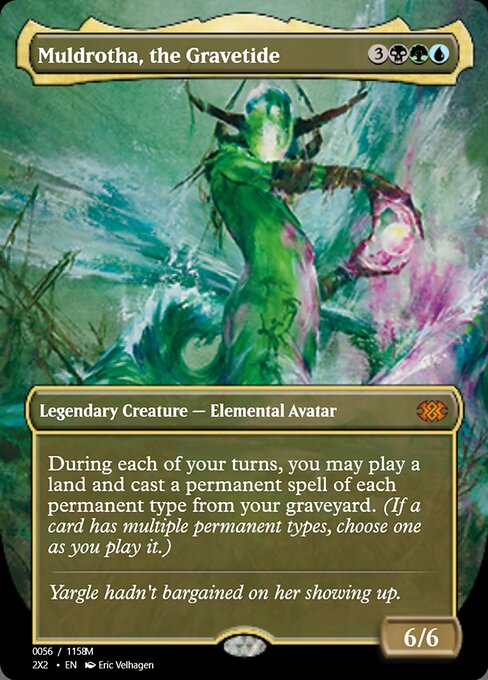 Muldrotha, the Gravetide 3
Legendary Creature — Elemental Avatar
During each of your turns, you may play a
land and cast a permanent spell of each
permanent type from your graveyard. (If a
card has multiple permanent types, choose one
as you play it.)
Yargle hadn't bargained on her showing up.
6/6
0056 / 1158M
2X2 • EN Eric Velhagen